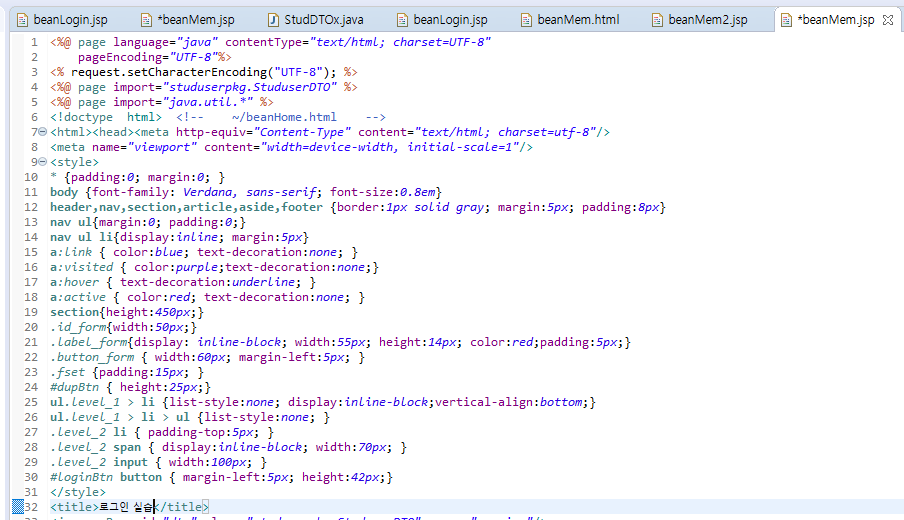 beanLogin.jsp *beanMem.jsp StudDTOx.java beanLogin.jsp beanMem.html beanMem2.jsp *beanMem.jsp
1 <%@ page language="java" contentType="text/html; charset=UTF-8"
2 pageEncoding="UTF-8"%>
3 <% request.setCharacterEncoding("UTF-8"); %>
4 <%@ page import="studuserpkg.StuduserDTO" %>
5 <%@ page import="java.util.*" %>
6 <!doctype html> <!-- ~/beanHome.html -->
7 <html><head><meta http-equiv="Content-Type" content="text/html; charset=utf-8"/>
8 <meta name="viewport" content="width=device-width, initial-scale=1"/>
9 <style>
10 * {padding:0; margin:0; }
11 body {font-family: Verdana, sans-serif; font-size:0.8em}
12 header,nav,section,article,aside,footer {border:1px solid gray; margin:5px; padding:8px}
13 nav ul{margin:0; padding:0;}
14 nav ul li{display:inline; margin:5px}
15 a:link { color:blue; text-decoration:none; }
16 a:visited { color:purple;text-decoration:none;}
17 a:hover { text-decoration:underline; }
18 a:active { color:red; text-decoration:none; }
19 section{height:450px;}
20 .id_form{width:50px;}
21 .label_form{display: inline-block; width:55px; height:14px; color:red;padding:5px;}
22 .button_form { width:60px; margin-left:5px; }
23 .fset {padding:15px; }
24 #dupBtn { height:25px;}
25 ul.level_1 > li {list-style:none; display:inline-block;vertical-align:bottom;}
26 ul.level_1 > li > ul {list-style:none; }
27 .level_2 li { padding-top:5px; }
28 .level_2 span { display:inline-block; width:70px; }
29 .level_2 input { width:100px; }
30 #loginBtn button { margin-left:5px; height:42px;}
31 </style>
32 <title>로그인 실습</title>